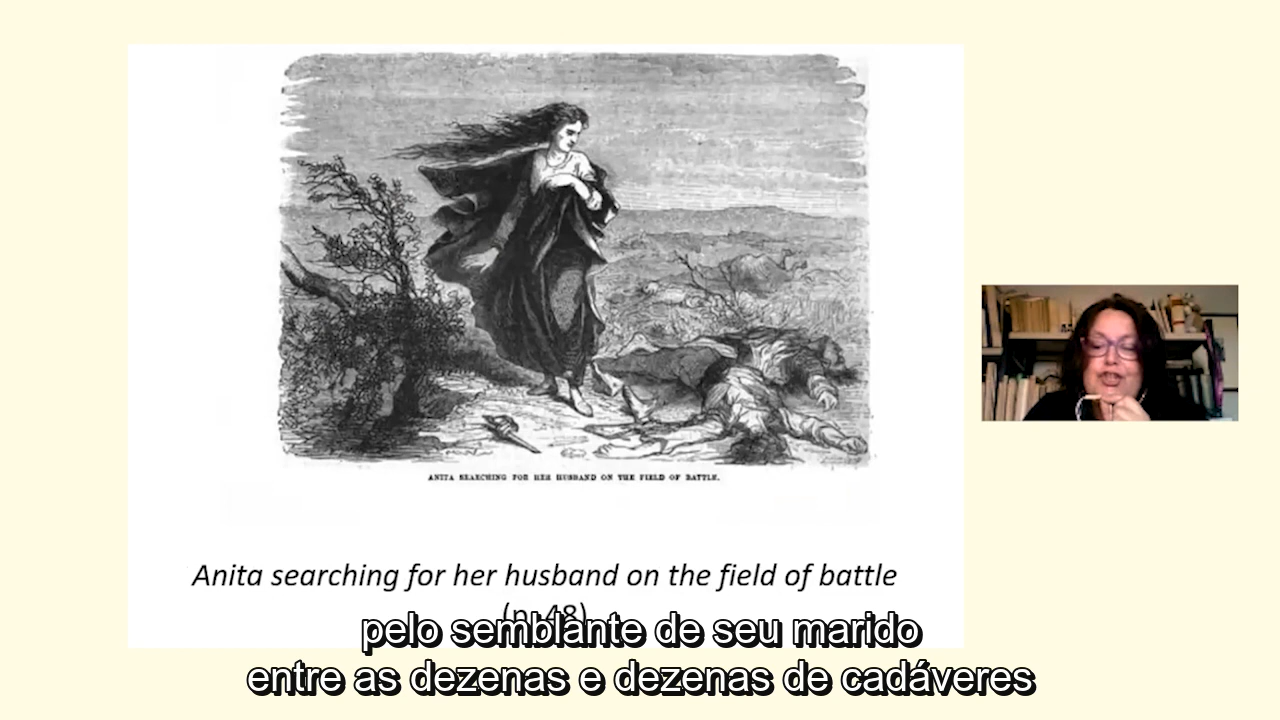 ANITA SEARCHING FOR HER HUSBAND ON THE FIELD OF BATTLE.
Anita searching for her husband on the field of battle
(p. 48)
pelo semblante de seu marido
entre as dezenas e dezenas de cadáveres